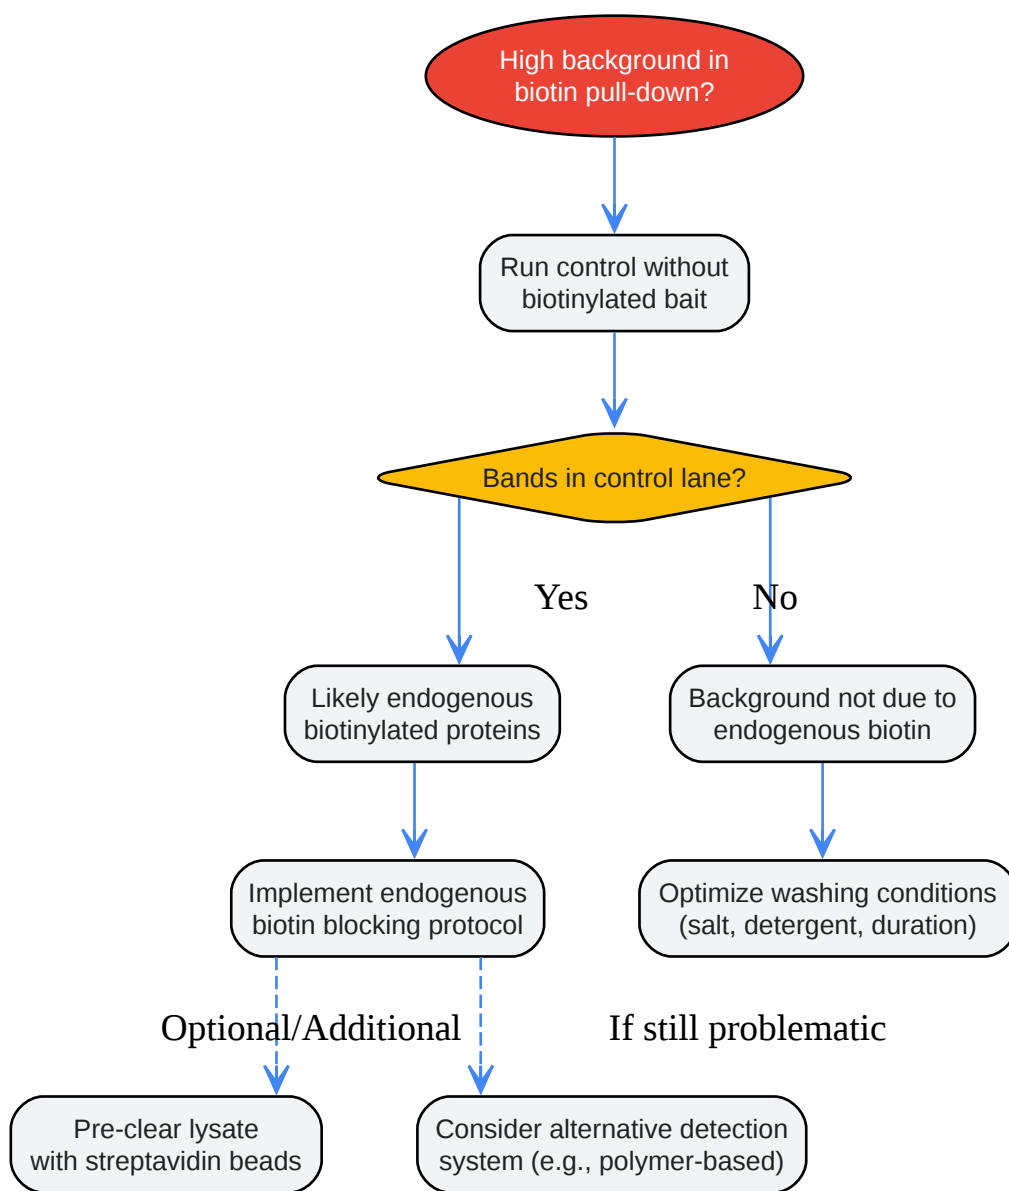 High background in
biotin pull-down?
Run control without
biotinylated bait
Bands in control lane?
Yes
No
Likely endogenous
biotinylated proteins
Background not due to
endogenous biotin
Implement endogenous
biotin blocking protocol
Optimize washing conditions
(salt, detergent, duration)
Optional/Additional
If still problematic
Pre-clear lysate
with streptavidin beads
Consider alternative detection
system (e.g., polymer-based)